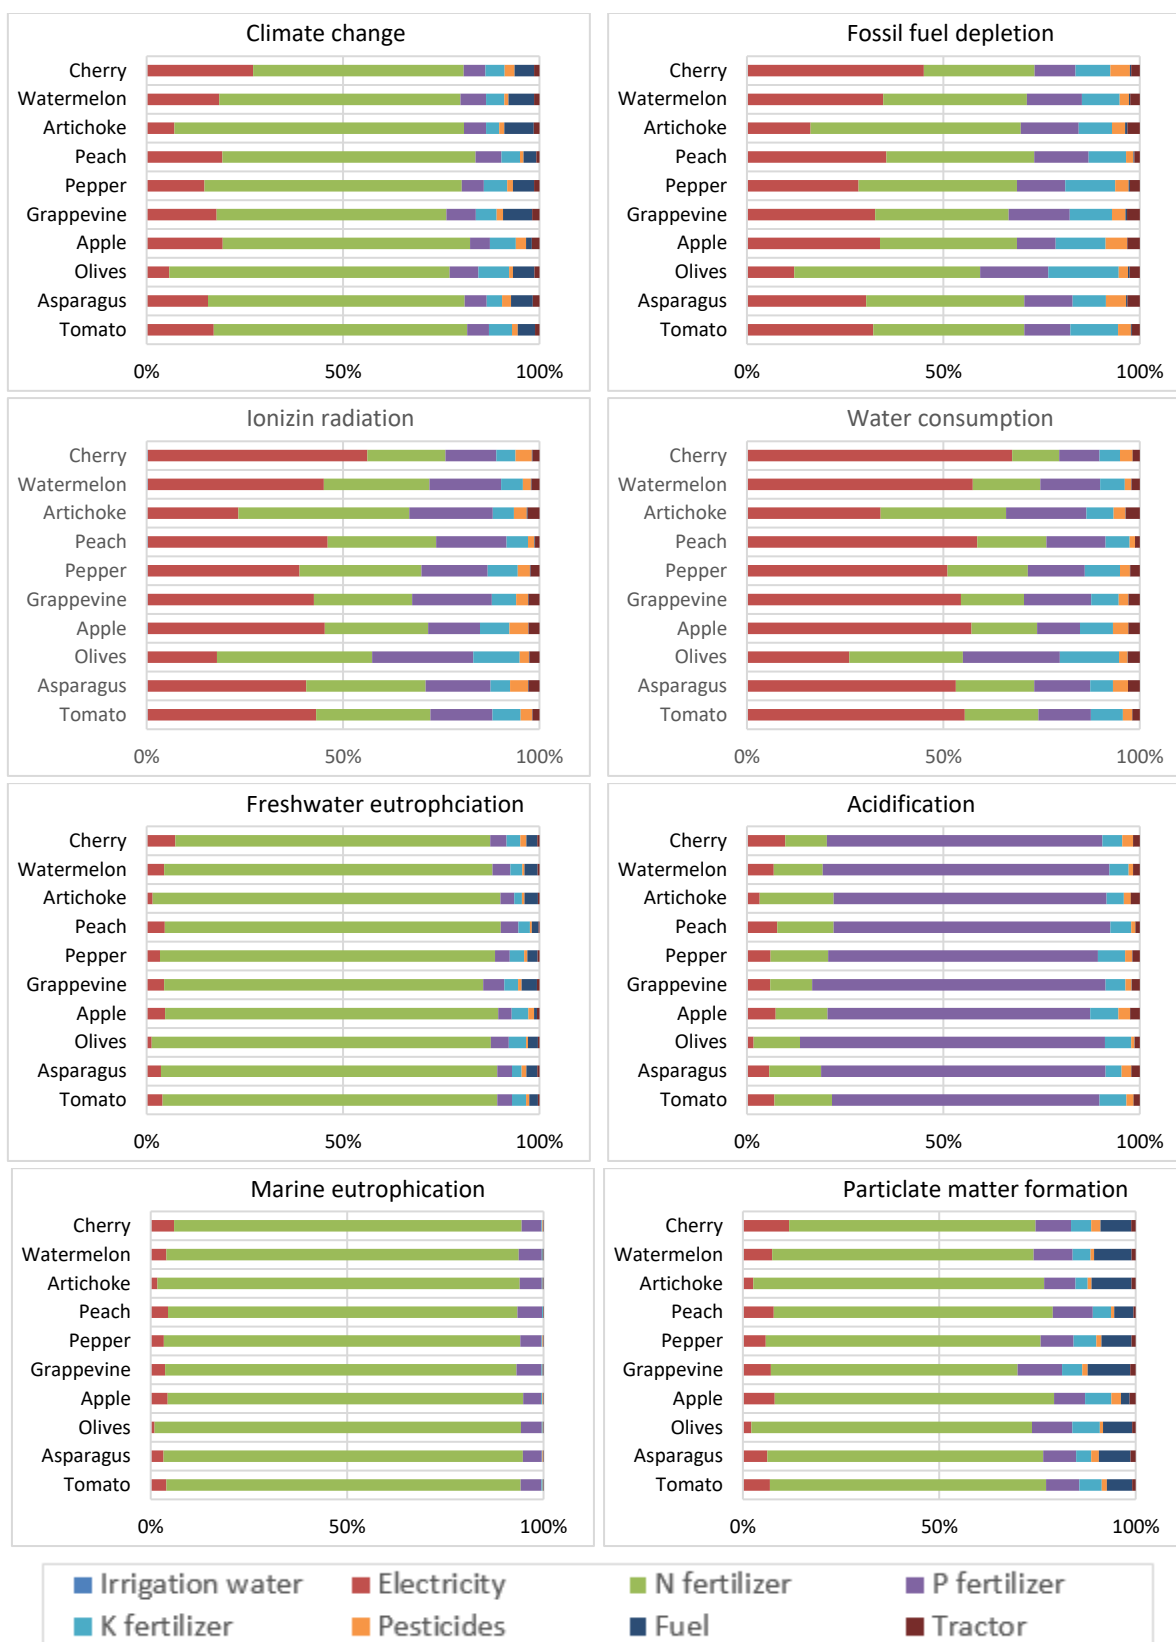 Climate change
Cherry
Watermelon
Artichoke
Peach
Pepper
Grappevine
Apple
Olives
Asparagus
Tomato
0% 50% 100%
Fossil fuel depletion
Cherry
Watermelon
Artichoke
Peach
Pepper
Grappevine
Apple
Olives
Asparagus
Tomato
0% 50% 100%
Ionizin radiation
Cherry
Watermelon
Artichoke
Peach
Pepper
Grappevine
Apple
Olives
Asparagus
Tomato
0% 50% 100%
Water consumption
Cherry
Watermelon
Artichoke
Peach
Pepper
Grappevine
Apple
Olives
Asparagus
Tomato
0% 50% 100%
Freshwater eutrophciation
Cherry
Watermelon
Artichoke
Peach
Pepper
Grappevine
Apple
Olives
Asparagus
Tomato
0% 50% 100%
Acidification
Cherry
Watermelon
Artichoke
Peach
Pepper
Grappevine
Apple
Olives
Asparagus
Tomato
0% 50% 100%
Marine eutrophication
Cherry
Watermelon
Artichoke
Peach
Pepper
Grappevine
Apple
Olives
Asparagus
Tomato
0% 50% 100%
Particlate matter formation
Cherry
Watermelon
Artichoke
Peach
Pepper
Grappevine
Apple
Olives
Asparagus
Tomato
0% 50% 100%
Irrigation water Electricity N fertilizer P fertilizer
K fertilizer Pesticides Fuel Tractor